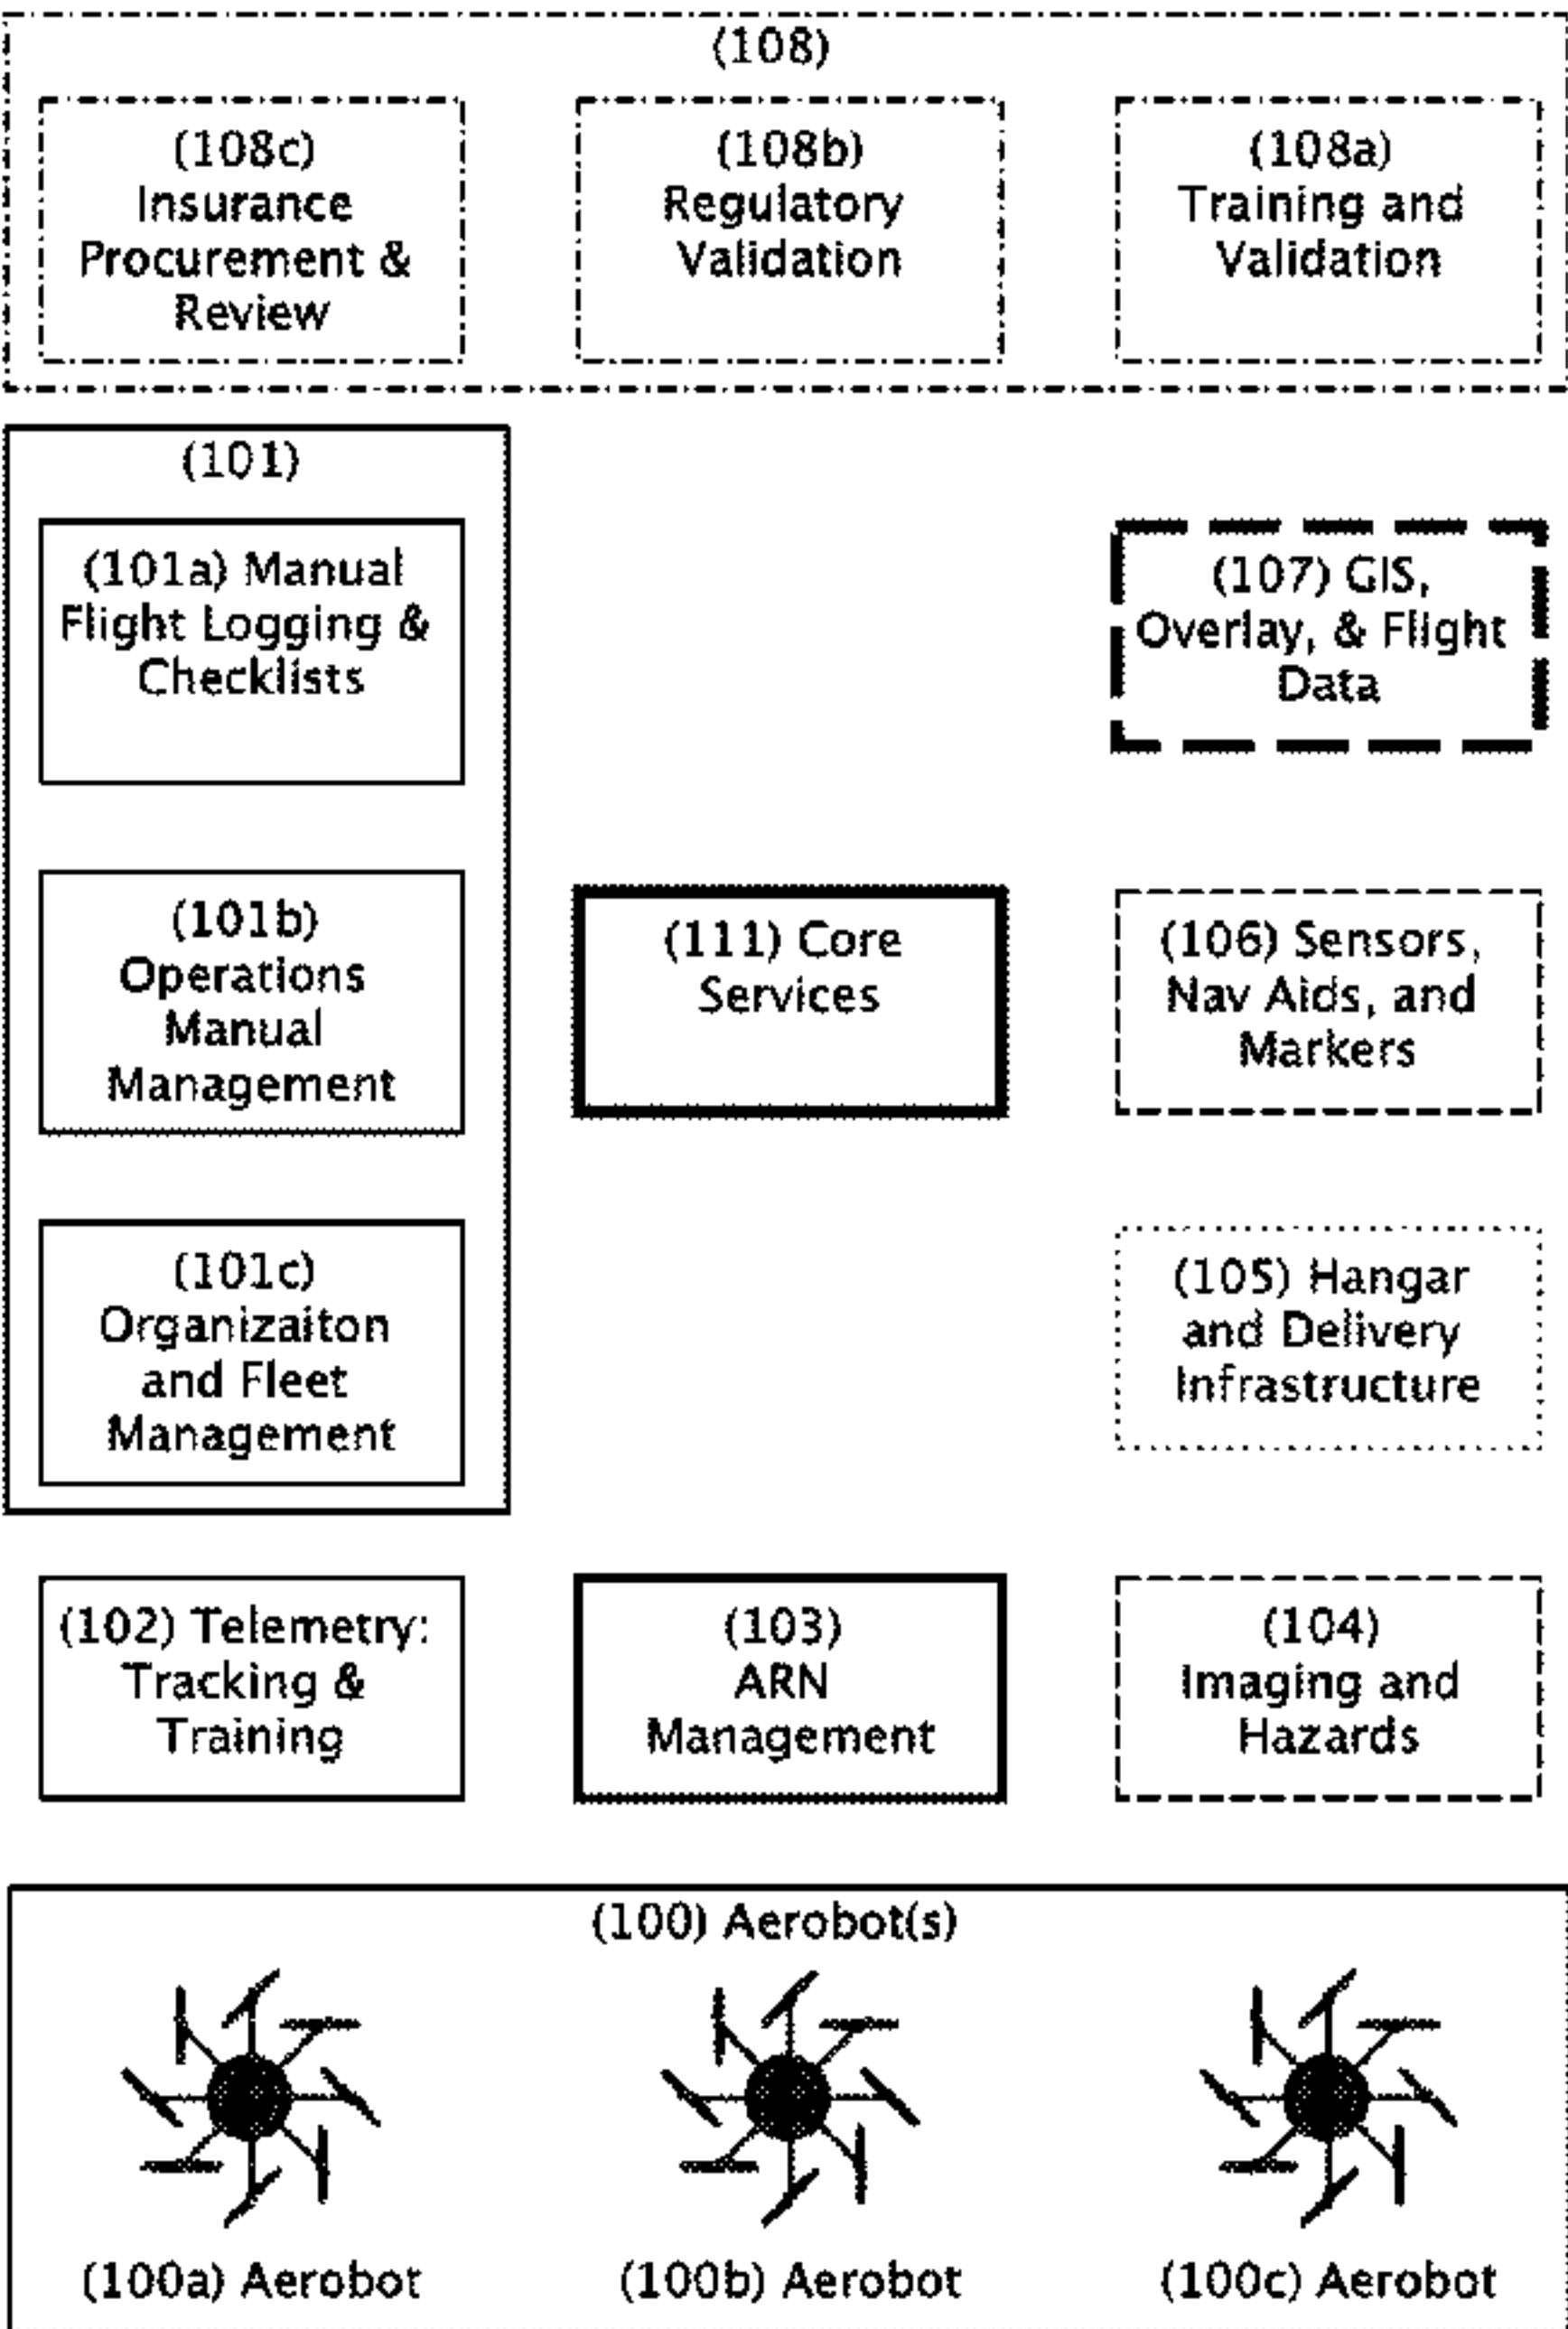 (108)
(108c)
Insurance
Procurement &
Review
(108b)
Regulatory
Validation
(108a)
Training and
Validation
(101)
(101a) Manual
Flight Logging &
Checklists
(107) GIS,
Overlay, & Flight
Data
(101b)
Operations
Manual
Management
(111) Core
Services
(106) Sensors,
Nav Aids, and
Markers
(101c)
Organizaiton
and Fleet
Management
(105) Hangar
and Delivery
Infrastructure
(102) Telemetry:
Tracking &
Training
(103)
ARN
Management
(104)
Imaging and
Hazards
(100) Aerobot(s)
(100a) Aerobot
(100b) Aerobot
(100c) Aerobot